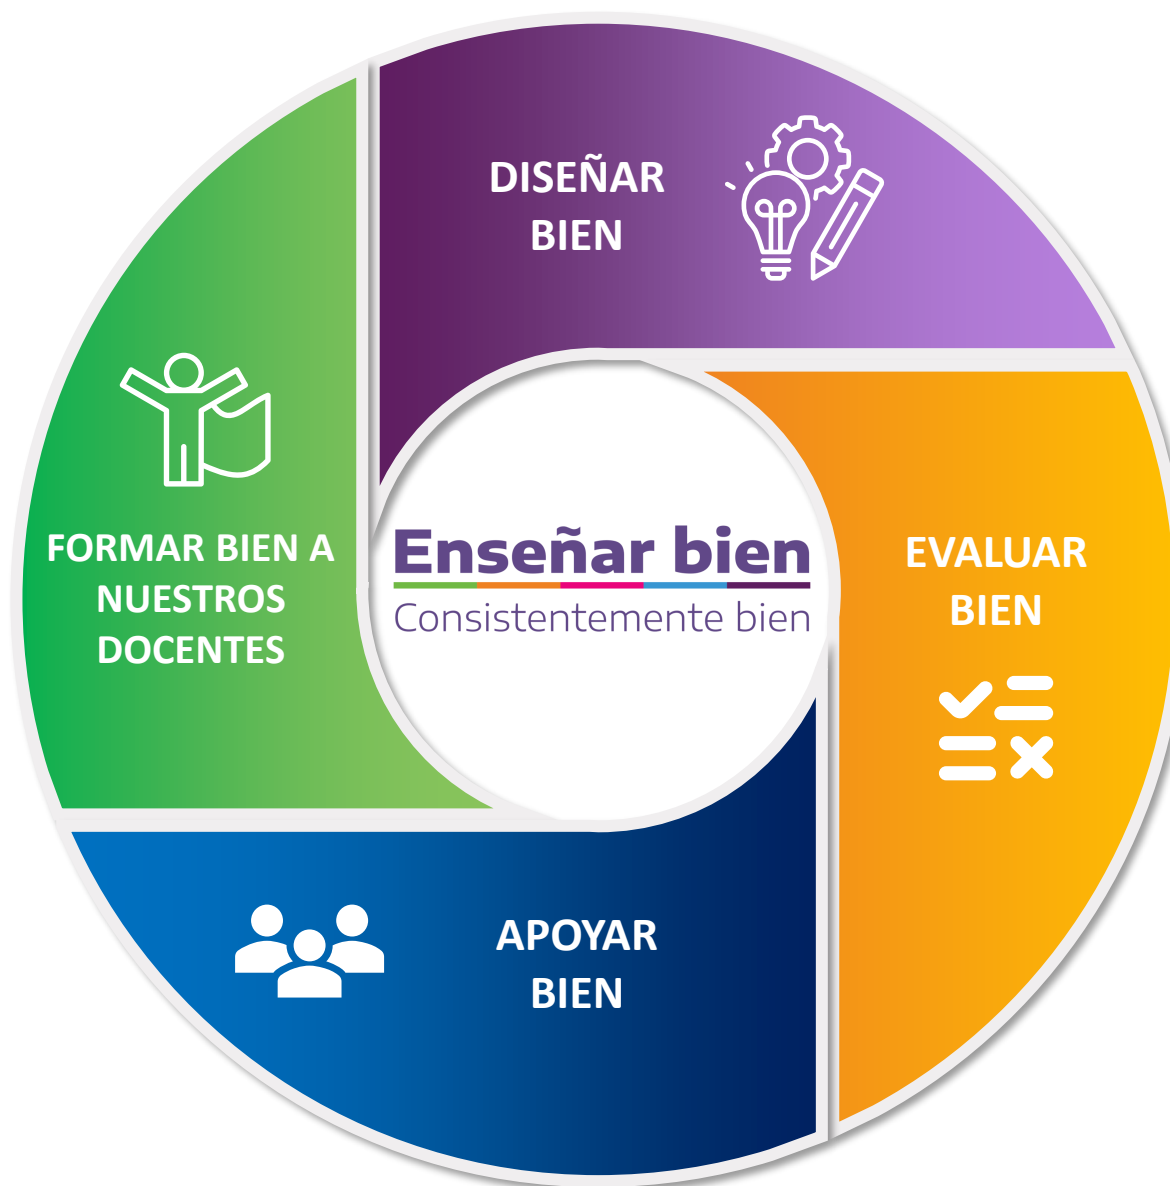 DISEÑAR
BIEN
FORMAR BIEN A
NUESTROS
DOCENTES
Enseñar bien
Consistentemente bien
EVALUAR
BIEN
APOYAR
BIEN